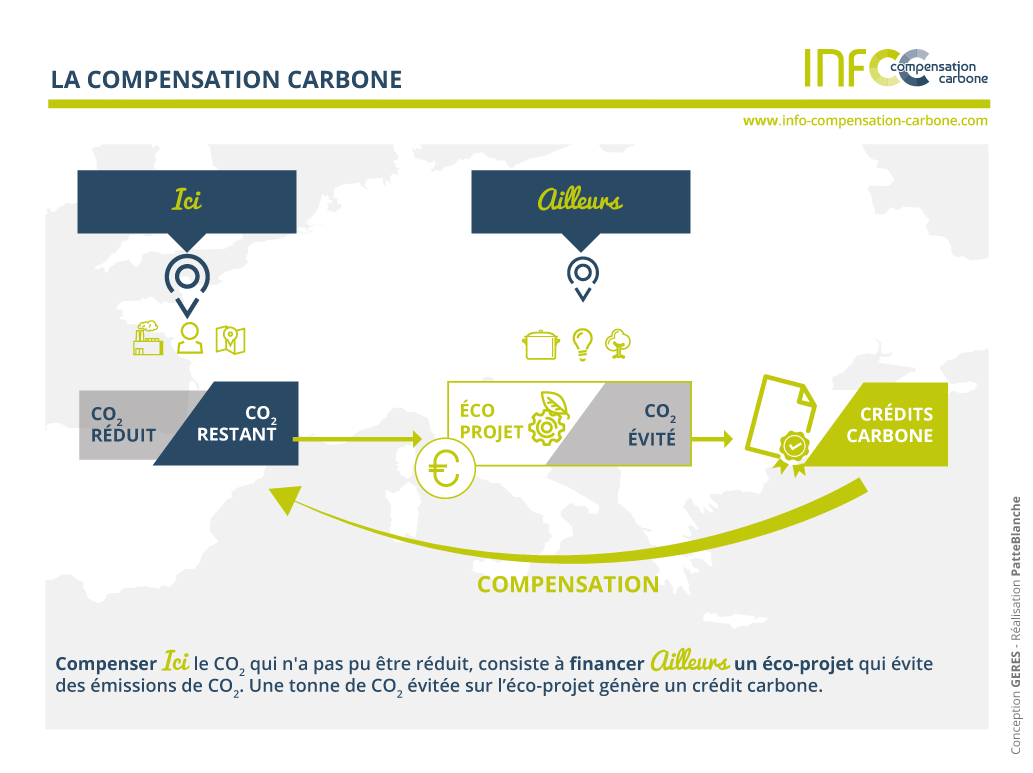 LA COMPENSATION CARBONE
INFCC compensation
carbone
www.info-compensation-carbone.com
Ici
Ailleurs
CO2
RÉDUIT
CO2
RESTANT
€
ÉCO
PROJET
CO2
ÉVITÉ
CRÉDITS
CARBONE
COMPENSATION
Compenser Ici le CO2 qui n'a pas pu être réduit, consiste à financer Ailleurs un éco-projet qui évite
des émissions de CO2. Une tonne de CO2 évitée sur l’éco-projet génère un crédit carbone.
Conception GERES - Réalisation PatteBlanche